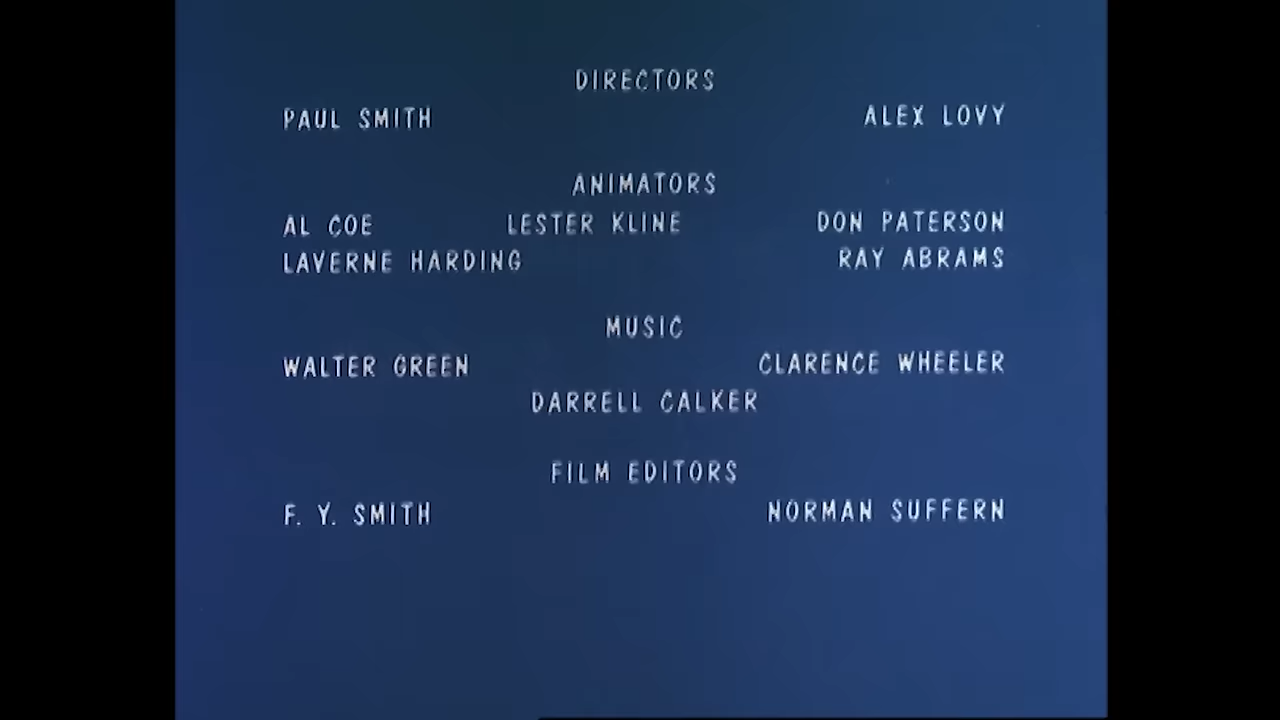 DIRECTORS
PAUL SMITH ALEX LOVY
ANIMATORS
AL COE LESTER KLINE DON PATERSON
LAVERNE HARDING RAY ABRAMS
MUSIC
WALTER GREEN CLARENCE WHEELER
DARRELL CALKER
FILM EDITORS
F. Y. SMITH NORMAN SUFFERN